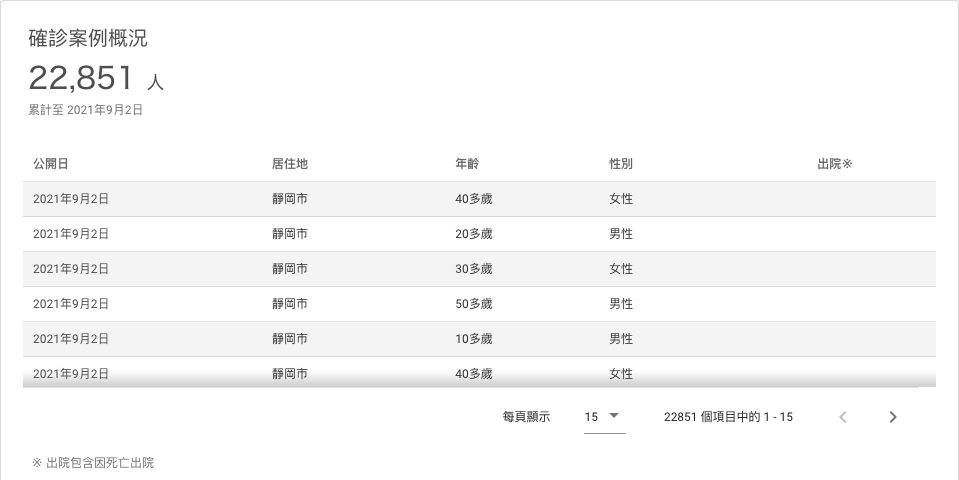 確診案例概況
22,851 人
累計至 2021年9月2日
公開日 居住地 年齡 性別 出院※
2021年9月2日 靜岡市 40多歲 女性
2021年9月2日 靜岡市 20多歲 男性
2021年9月2日 靜岡市 30多歲 女性
2021年9月2日 靜岡市 50多歲 男性
2021年9月2日 靜岡市 10多歲 男性
2021年9月2日 靜岡市 40多歲 女性
每頁顯示 15 22851 個項目中的 1 - 15
※ 出院包含因死亡出院